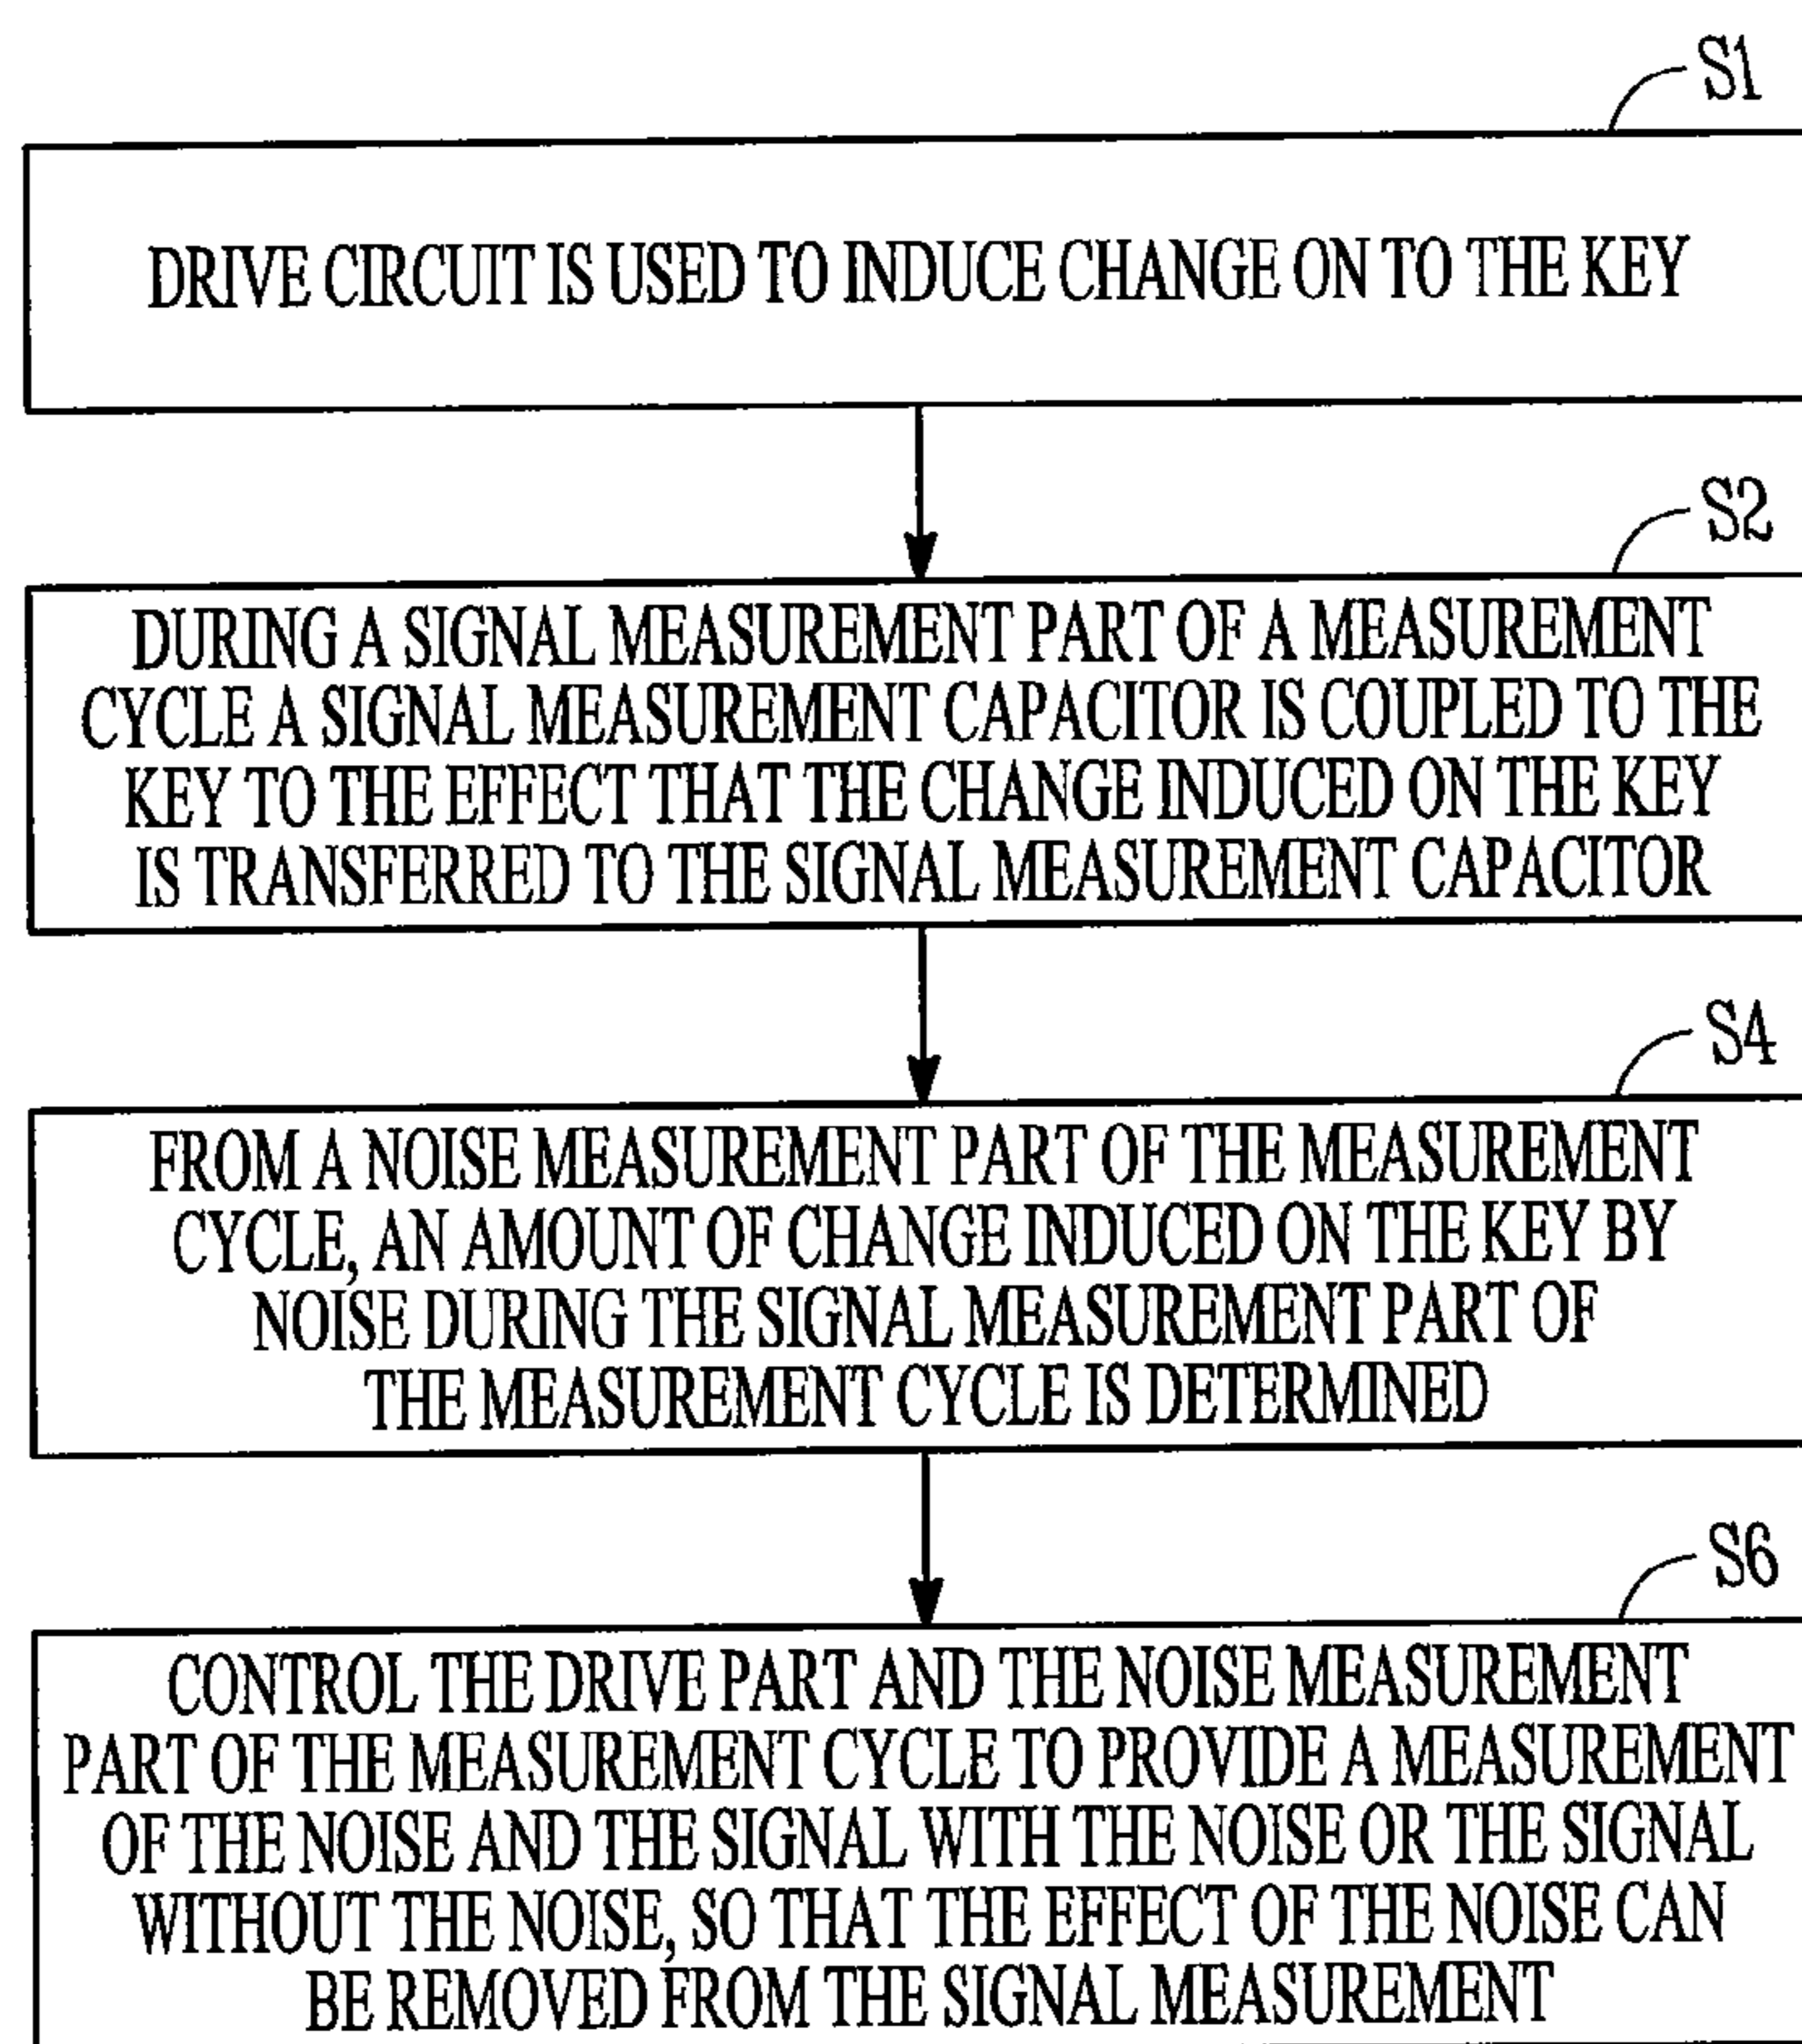 S1
DRIVE CIRCUIT IS USED TO INDUCE CHANGE ON TO THE KEY
S2
DURING A SIGNAL MEASUREMENT PART OF A MEASUREMENT
CYCLE A SIGNAL MEASUREMENT CAPACITOR IS COUPLED TO THE
KEY TO THE EFFECT THAT THE CHANGE INDUCED ON THE KEY
IS TRANSFERRED TO THE SIGNAL MEASUREMENT CAPACITOR
S4
FROM A NOISE MEASUREMENT PART OF THE MEASUREMENT
CYCLE, AN AMOUNT OF CHANGE INDUCED ON THE KEY BY
NOISE DURING THE SIGNAL MEASUREMENT PART OF
THE MEASUREMENT CYCLE IS DETERMINED
S6
CONTROL THE DRIVE PART AND THE NOISE MEASUREMENT
PART OF THE MEASUREMENT CYCLE TO PROVIDE A MEASUREMENT
OF THE NOISE AND THE SIGNAL WITH THE NOISE OR THE SIGNAL
WITHOUT THE NOISE, SO THAT THE EFFECT OF THE NOISE CAN
BE REMOVED FROM THE SIGNAL MEASUREMENT